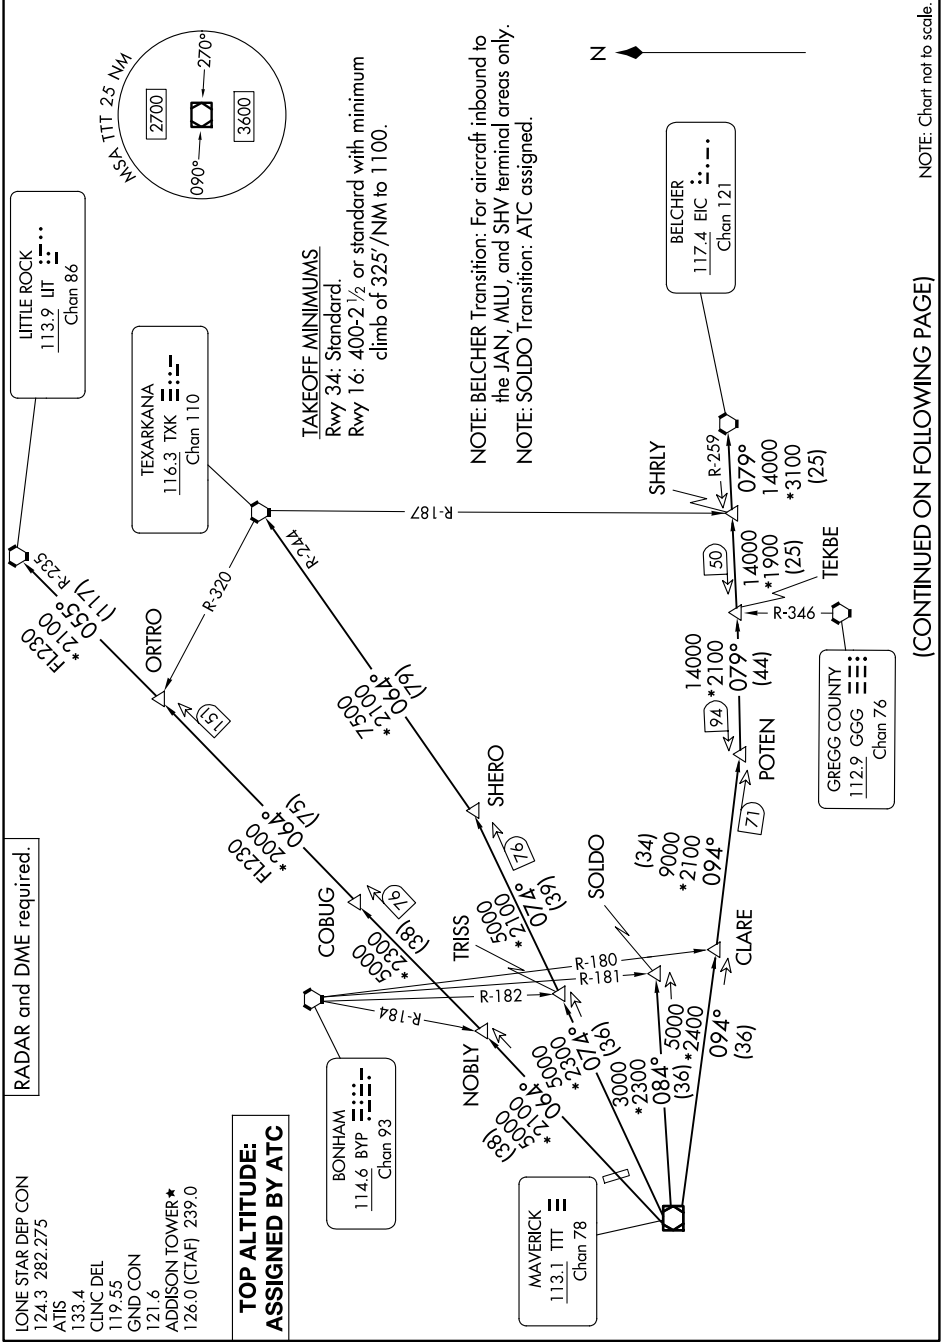 LONE STAR DEP CON
124.3 282.275
ATIS
133.4
CLNC DEL
119.55
GND CON
121.6
ADDISON TOWER★
126.0 (CTAF) 239.0
RADAR and DME required.
TOP ALTITUDE:
ASSIGNED BY ATC
LITTLE ROCK
113.9 LIT
Chan 86
MSA TTT 25 NM
2700
090°
270°
3600
TEXARKANA
116.3 TXK
Chan 110
TAKEOFF MINIMUMS
Rwy 34: Standard.
Rwy 16: 400-2 ½ or standard with minimum
climb of 325'/NM to 1100.
NOTE: BELCHER Transition: For aircraft inbound to
the JAN, MLU, and SHV terminal areas only.
NOTE: SOLDO Transition: ATC assigned.
N
BONHAM
114.6 BYP
Chan 93
MAVERICK
113.1 TTT
Chan 78
BELCHER
117.4 EIC
Chan 121
GREGG COUNTY
112.9 GGG
Chan 76
R-235
FL230
*2100
055°
(117)
ORTRO
R-320
151
FL230
*2000
064°
(75)
COBUG
76
5000
*2300
(38)
NOBLY
R-184
(38)
5000
*2100
064°
R-244
7500
*2100
064°
(79)
SHERO
76
5000
*2100
074°
(39)
TRISS
R-182
5000
*2300
074°
(36)
SOLDO
R-181
3000
*2300
084°
(36)
R-180
CLARE
5000
*2400
094°
(36)
(34)
9000
*2100
094°
71
POTEN
94
14000
*2100
079°
(44)
TEKBE
R-346
50
14000
*1900
(25)
SHRLY
R-187
R-259
079°
14000
*3100
(25)
(CONTINUED ON FOLLOWING PAGE)
NOTE: Chart not to scale.